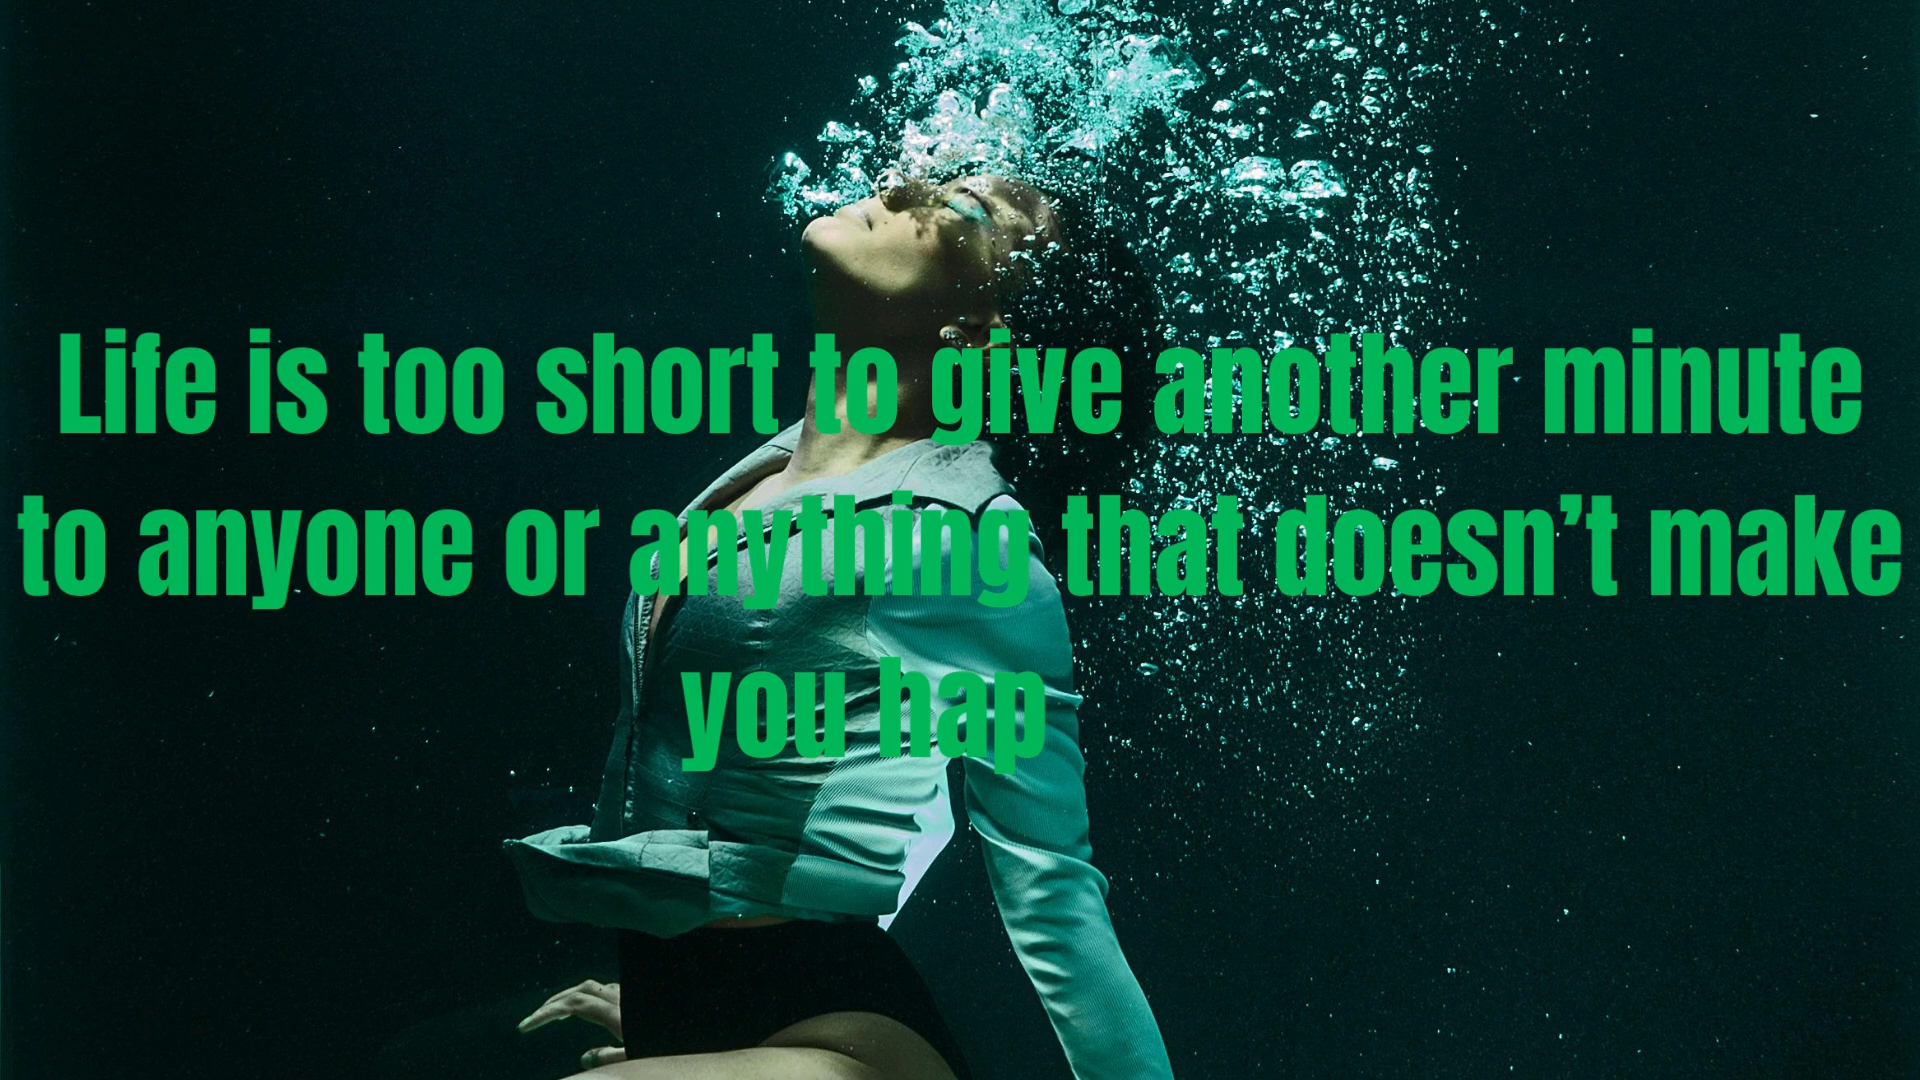 Life is too short to give another minute
to anyone or anything that doesn’t make
you hap